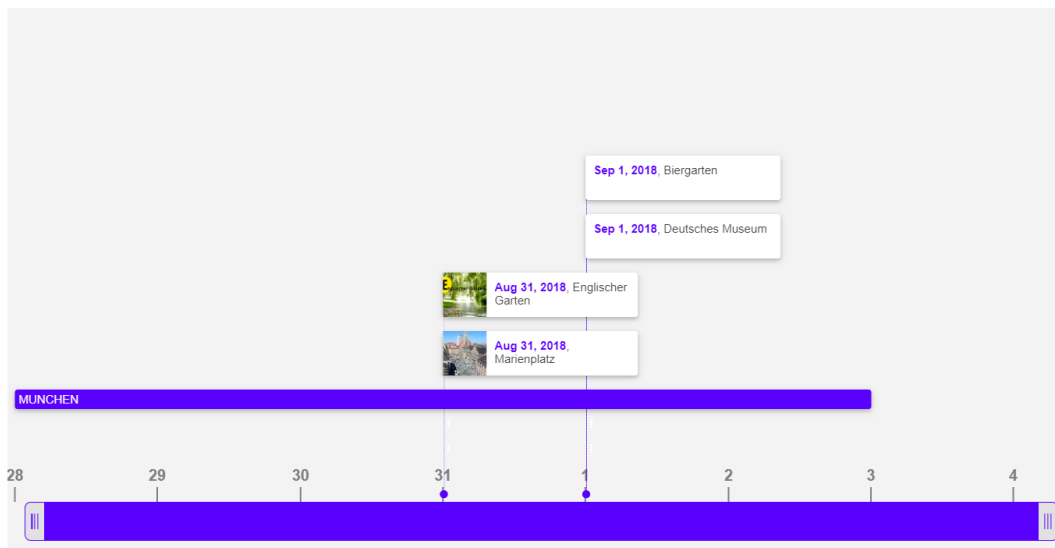 Sep 1, 2018, Biergarten
Sep 1, 2018, Deutsches Museum
Aug 31, 2018, Englischer
Garten
Aug 31, 2018,
Marienplatz
MUNCHEN
28 29 30 31 1 2 3 4